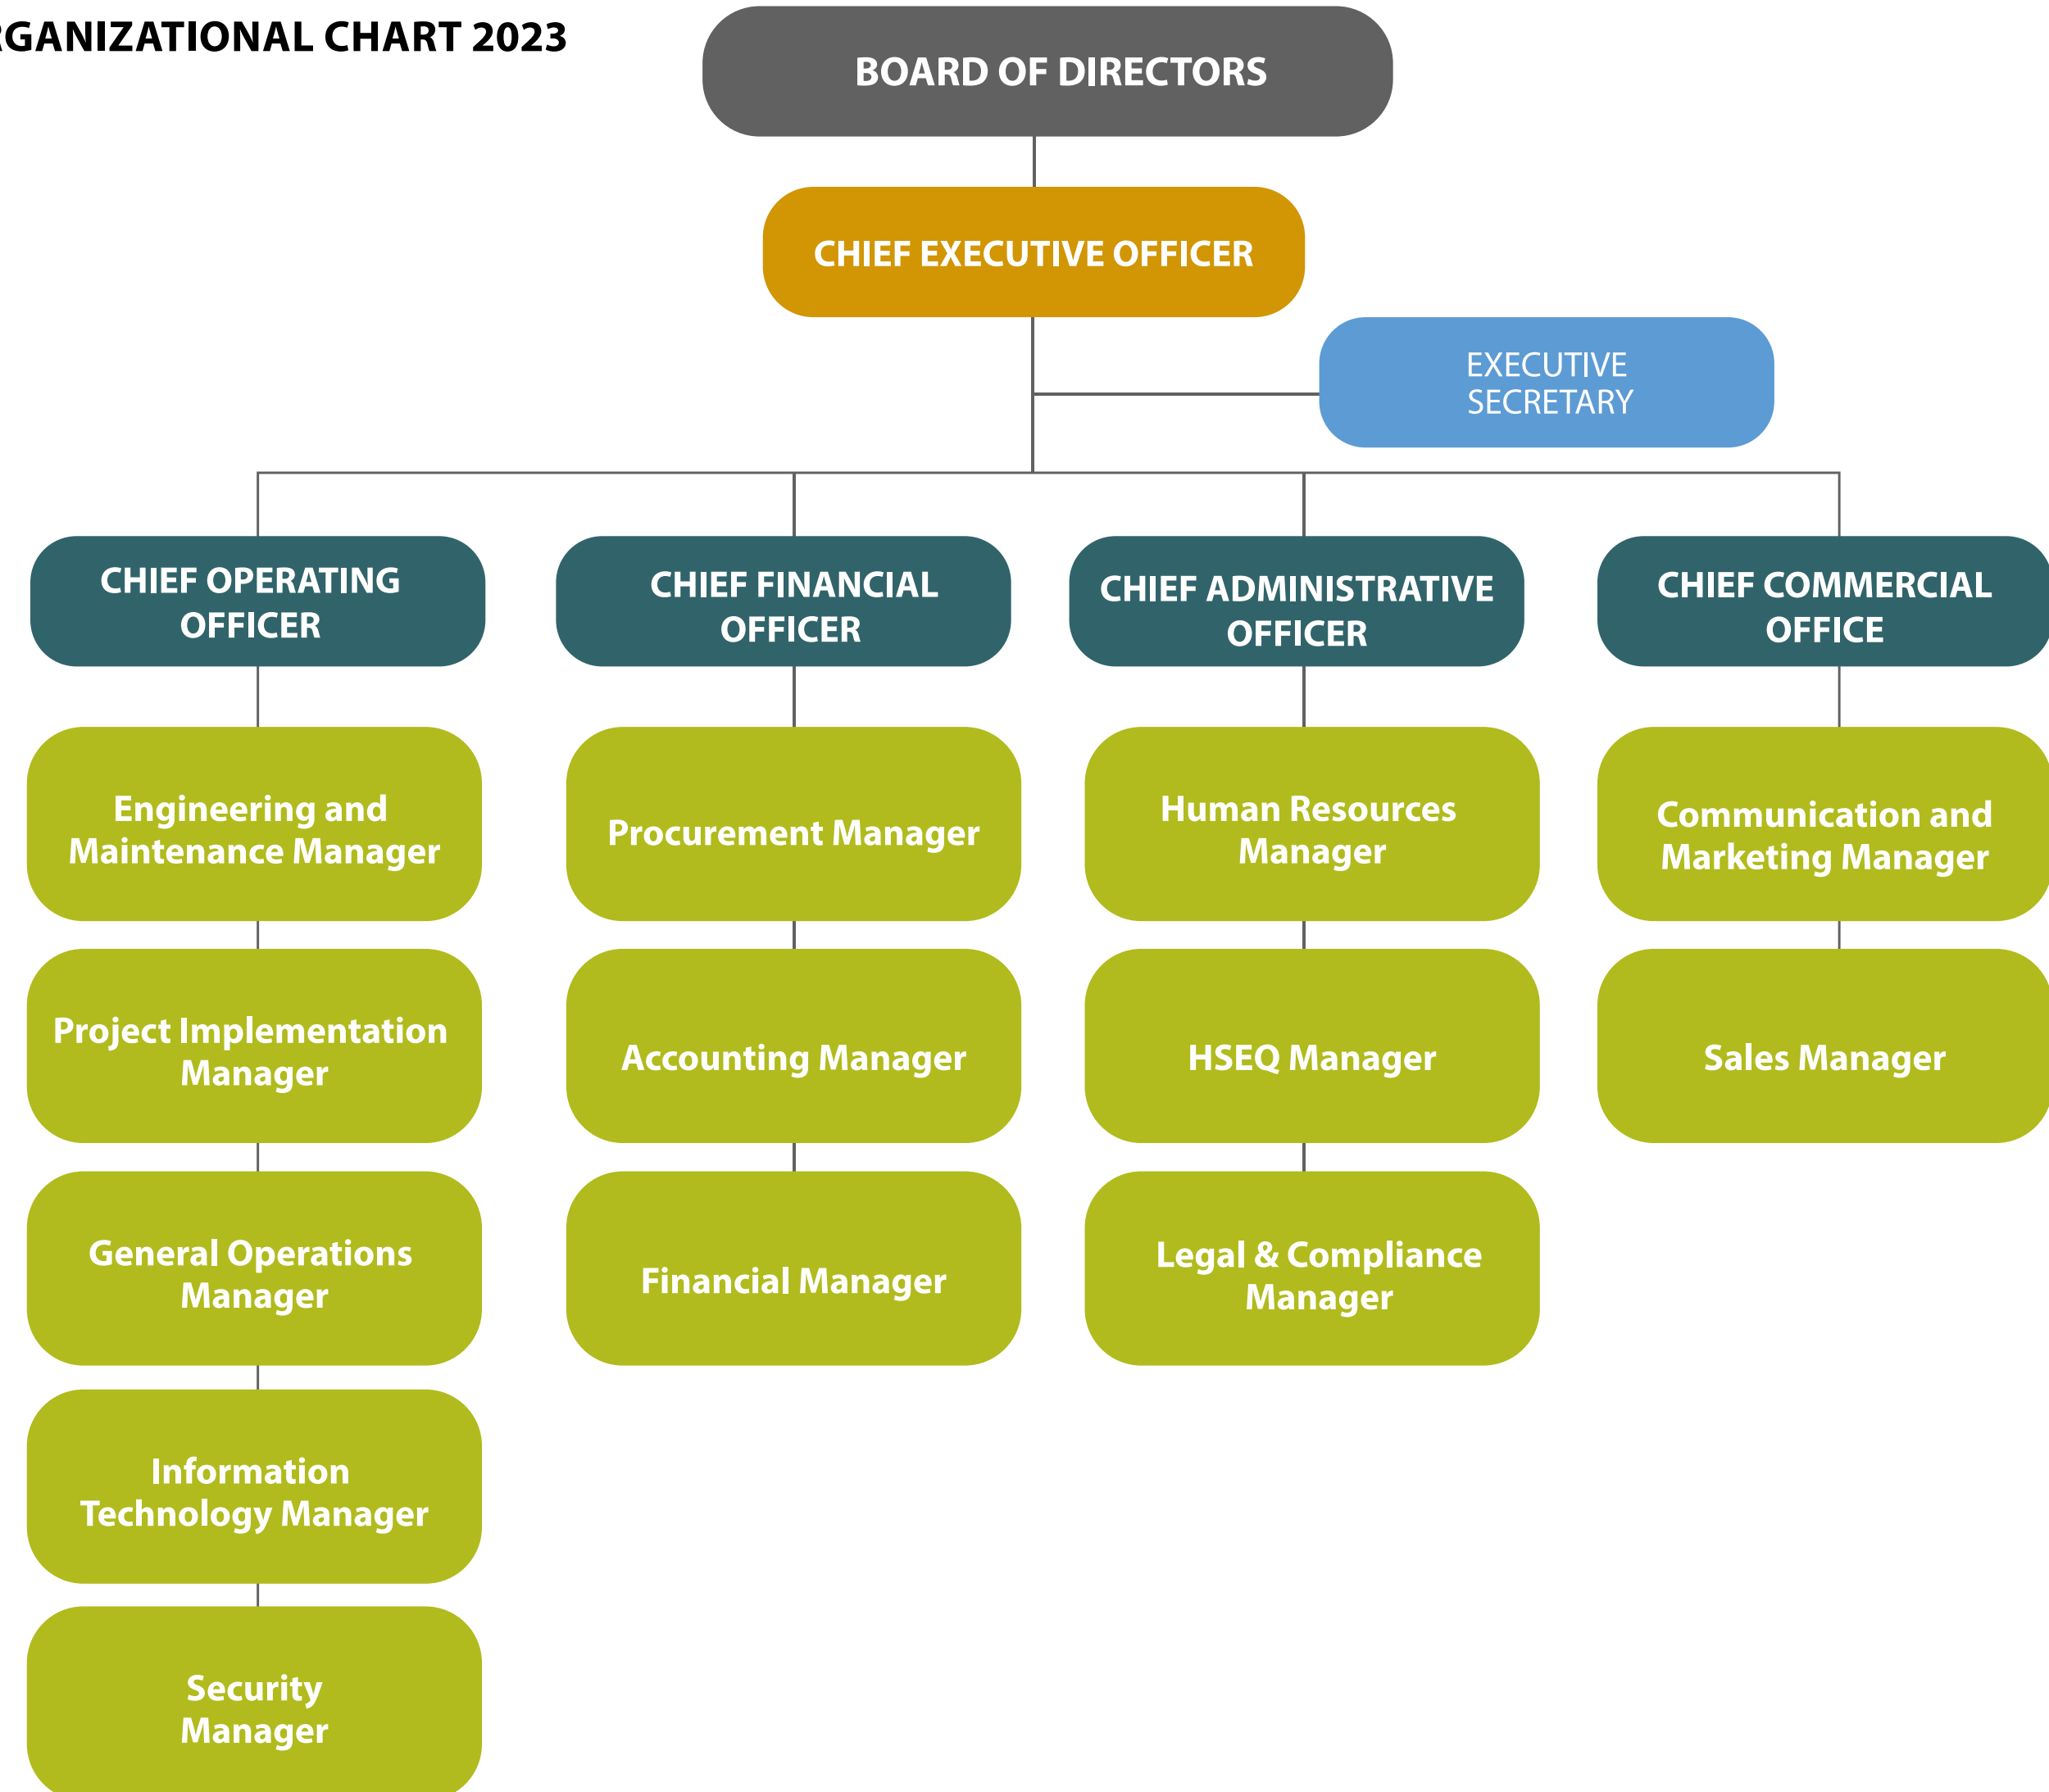 RGANIZATIONAL CHART 2023
BOARD OF DIRECTORS
CHIEF EXECUTIVE OFFICER
EXECUTIVE
SECRETARY
CHIEF OPERATING
OFFICER
CHIEF FINANCIAL
OFFICER
CHIEF ADMINISTRATIVE
OFFICER
CHIEF COMMERCIAL
OFFICE
Engineering and
Maintenance Manager
Procurement Manager
Human Resources
Manager
Communication and
Marketing Manager
Project Implementation
Manager
Accounting Manager
HSEQ Manager
Sales Manager
General Operations
Manager
Financial Manager
Legal & Compliance
Manager
Information
Technology Manager
Security
Manager